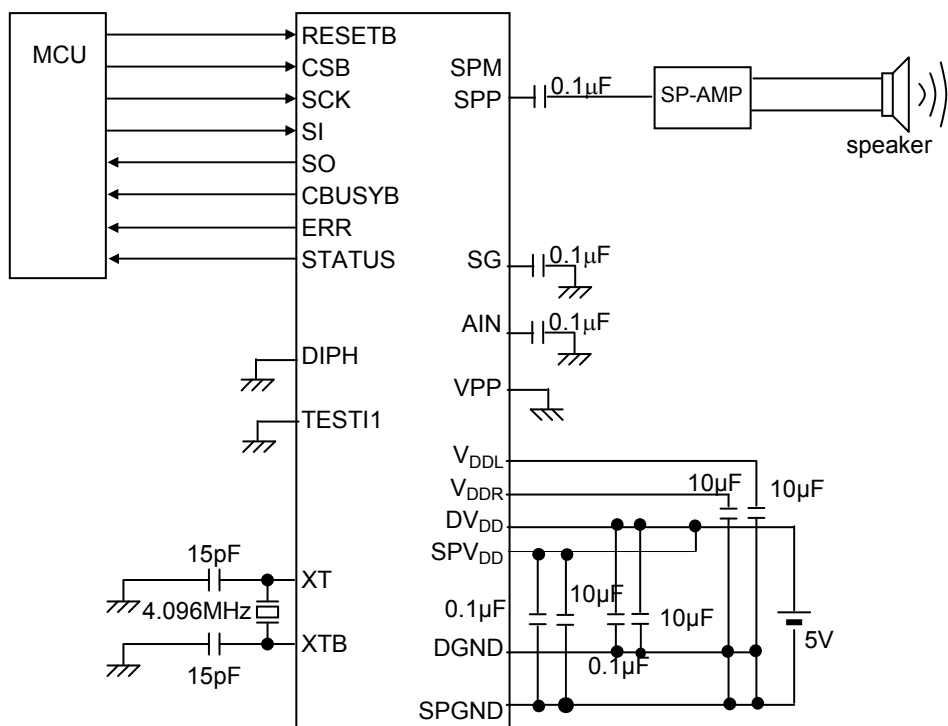 MCU
RESETB
CSB
SCK
SI
SO
CBUSYB
ERR
STATUS
DIPH
TESTI1
XT
XTB
15pF
4.096MHz
15pF
SPM
SPP
0.1μF
SP-AMP
speaker
SG
0.1μF
AIN
0.1μF
VPP
VDDL
VDDR
DVDD
SPVDD
10μF
10μF
0.1μF
10μF
10μF
0.1μF
5V
DGND
SPGND